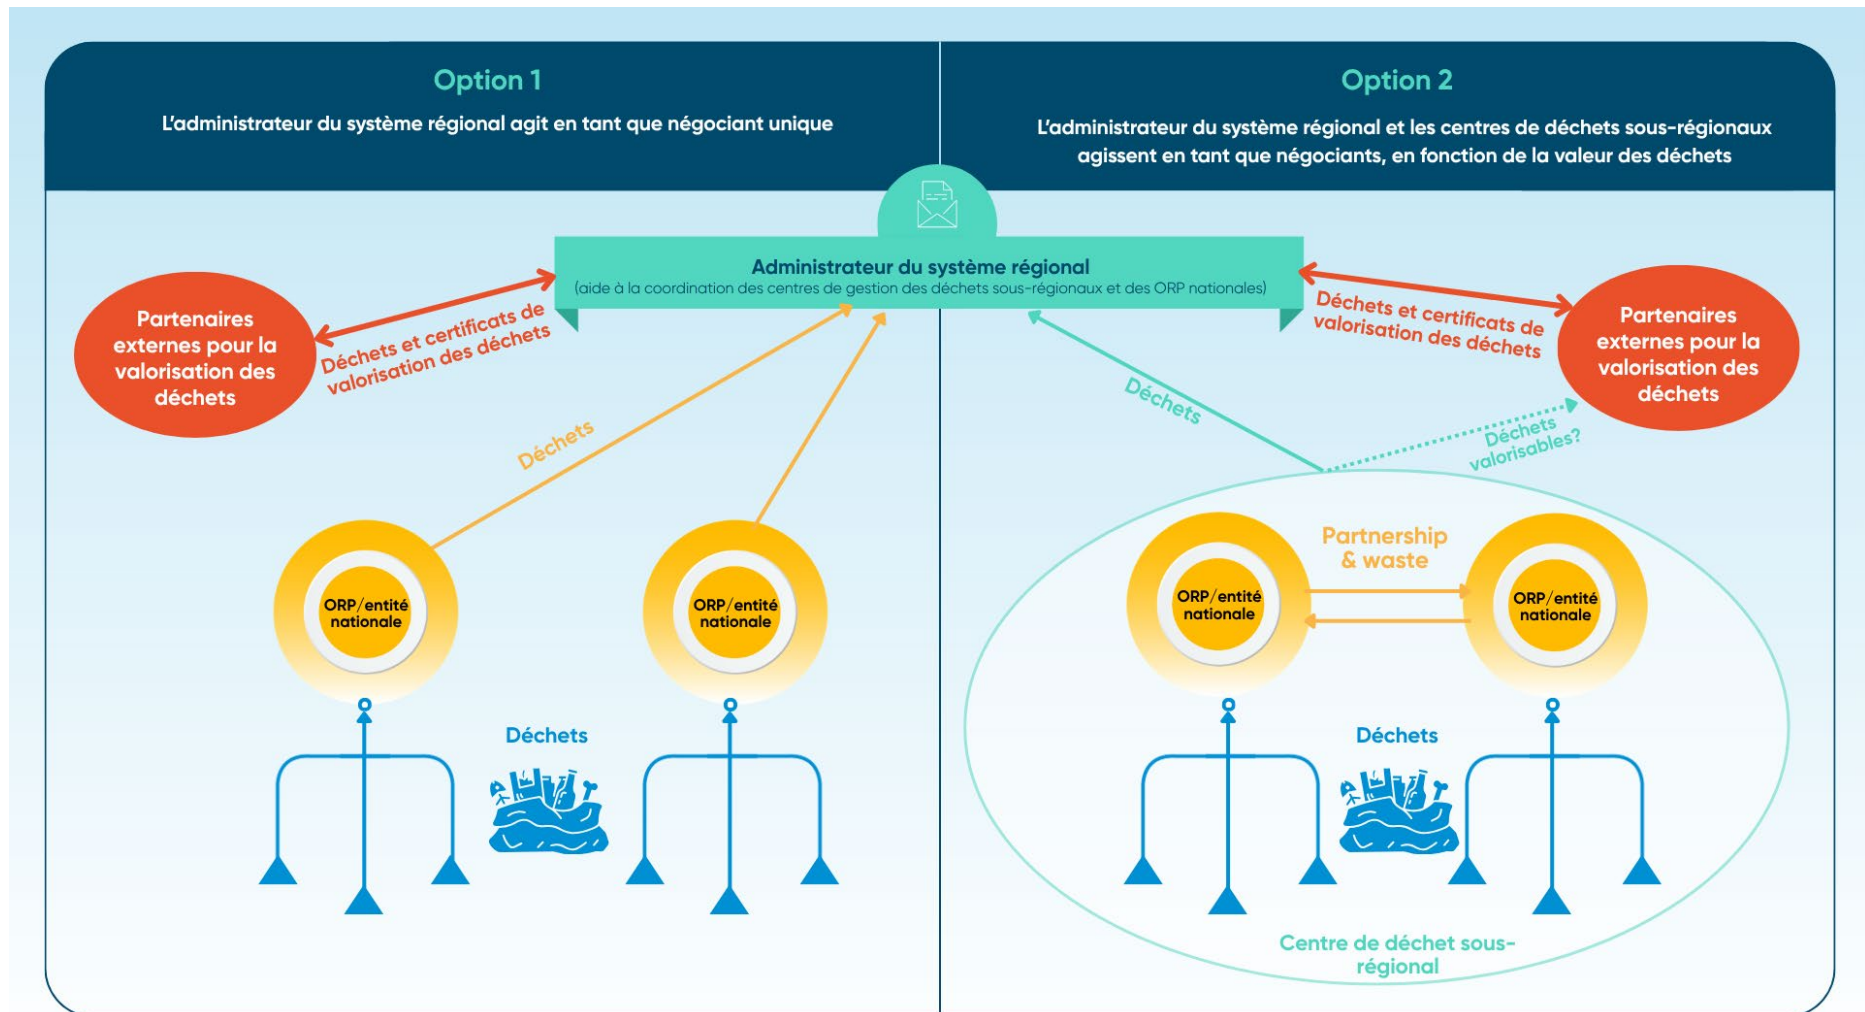 Option 1
L’administrateur du système régional agit en tant que négociant unique
Option 2
L’administrateur du système régional et les centres de déchets sous-régionaux
agissent en tant que négociants, en fonction de la valeur des déchets
Administrateur du système régional
(aide à la coordination des centres de gestion des déchets sous-régionaux et des ORP nationales)
Partenaires
externes pour la
valorisation des
déchets
Déchets et certificats de
valorisation des déchets
Déchets
ORP/entité
nationale
ORP/entité
nationale
Déchets
Déchets et certificats de
valorisation des déchets
Partenaires
externes pour la
valorisation des
déchets
Déchets
Déchets
valorisables?
Partnership
& waste
ORP/entité
nationale
ORP/entité
nationale
Déchets
Centre de déchet sous-
régional